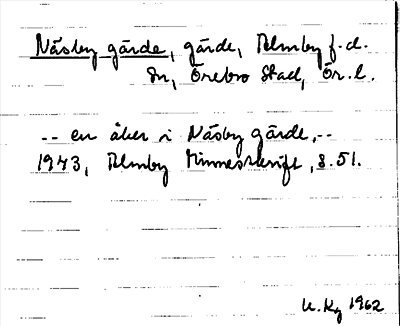 Näsby gärde, gärde, Almby f.d.
sn, Örebro Stad, Ör. l.
-- en åker i Näsby gärde, --
1943, Almby Minnesskrift, s. 51.
U. Kg 1962